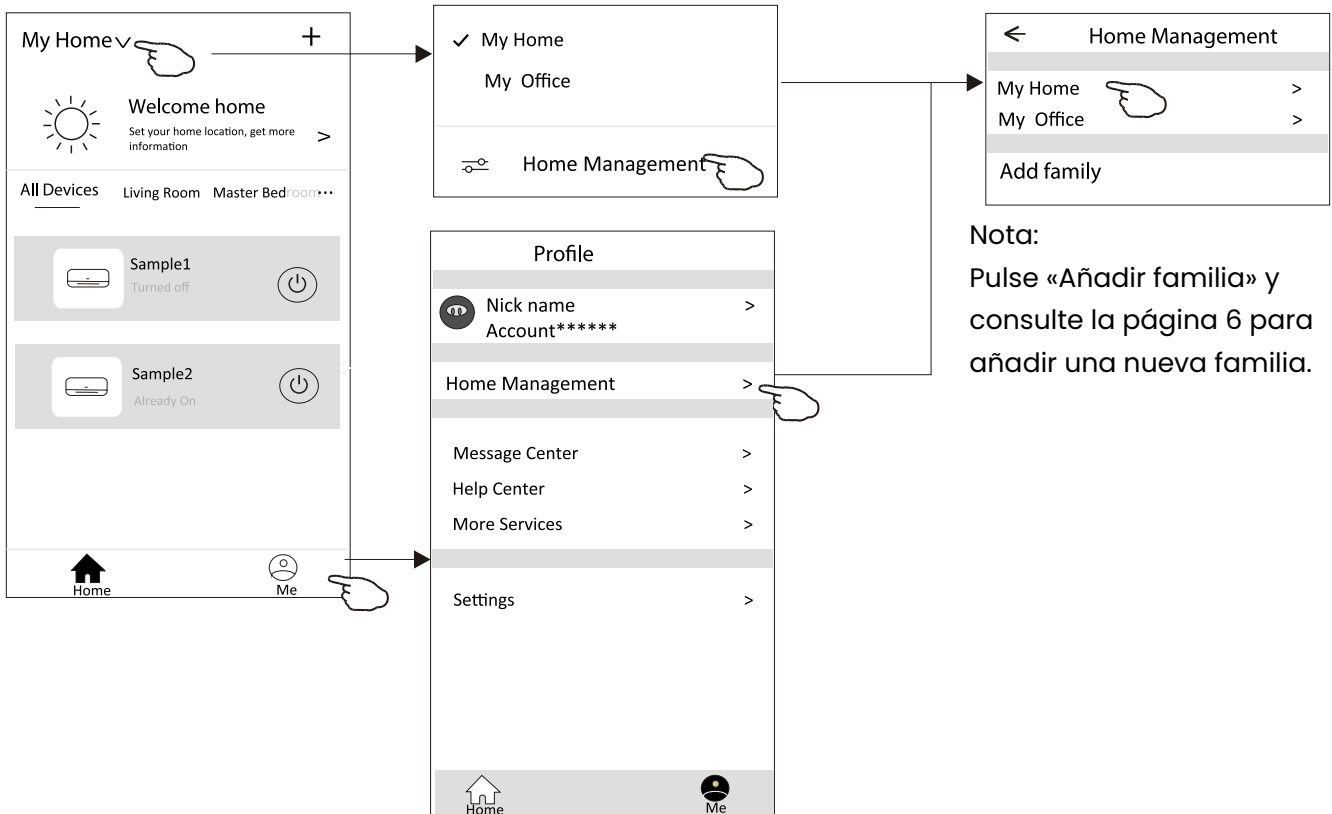 My Home
+
Welcome home
Set your home location, get more
information
>
All Devices Living Room Master Bedroom...
Sample1
Turned off
Sample2
Already On
Home Me
✓ My Home
My Office
Home Management
Profile
Nick name >
Account******
Home Management >
Message Center >
Help Center >
More Services >
Settings >
Home Me
← Home Management
My Home >
My Office >
Add family
Nota:
Pulse «Añadir familia» y
consulte la página 6 para
añadir una nueva familia.